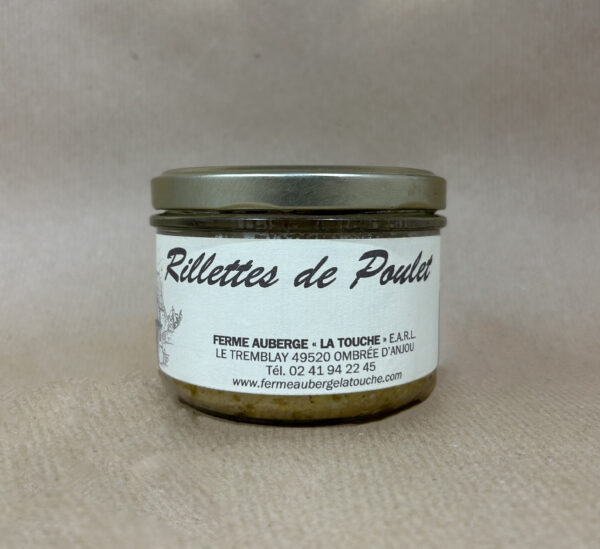 Rillettes de Poulet
FERME AUBERGE « LA TOUCHE » E.A.R.L.
LE TREMBLAY 49520 OMBRÉE D'ANJOU
Tél. 02 41 94 22 45
www.fermeaubergelatouche.com